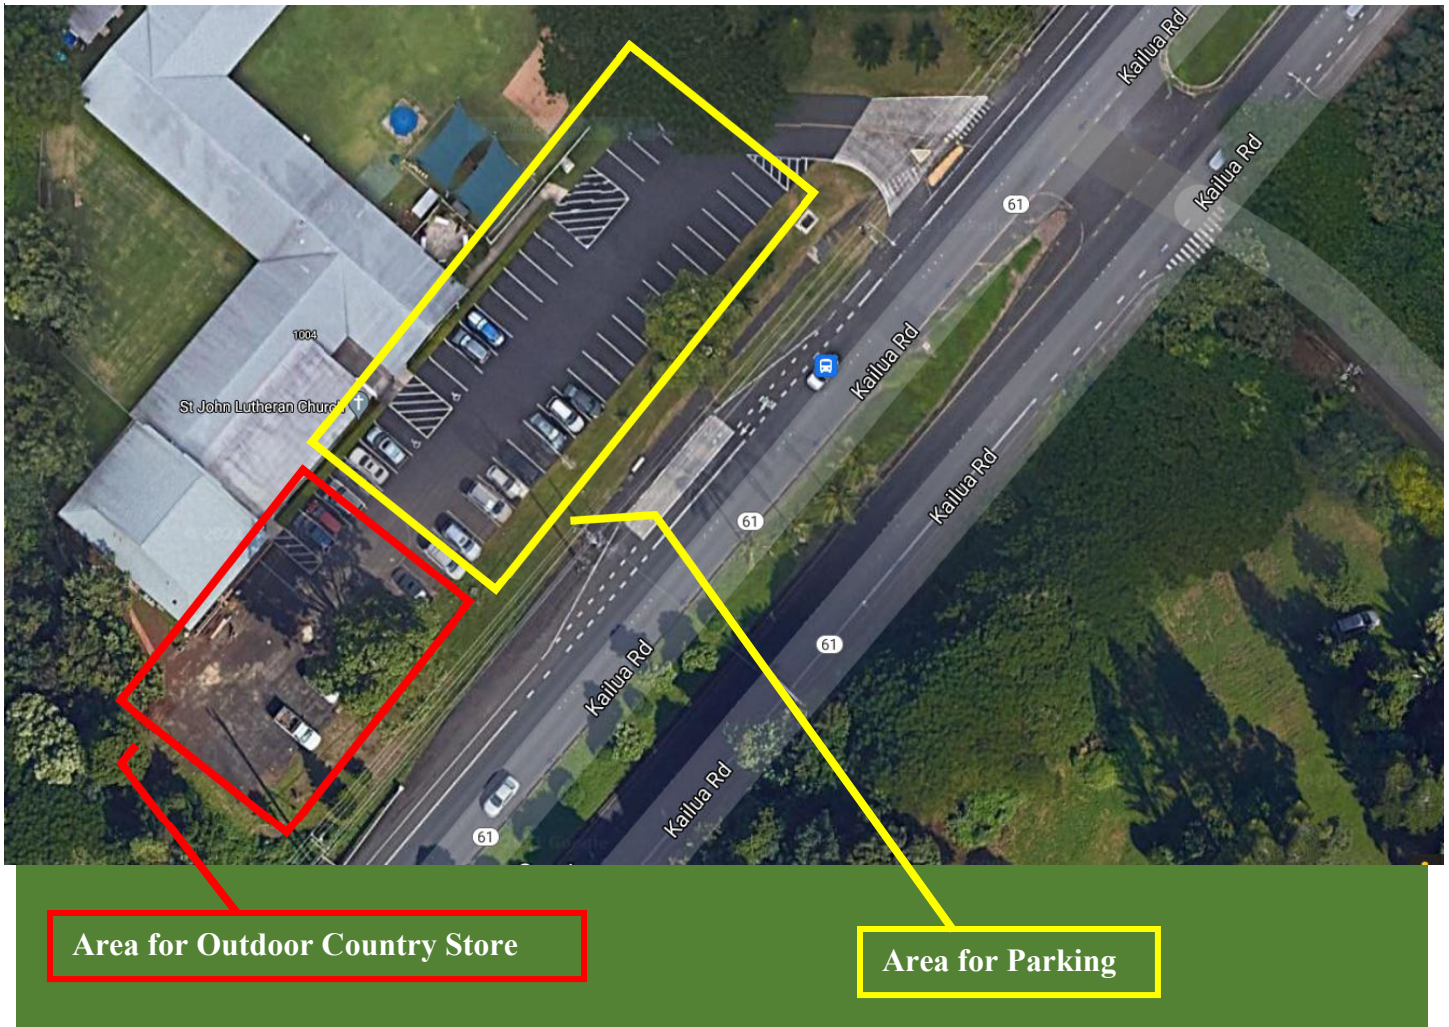 Kailua Rd
Kailua Rd
61
1004
Kailua Rd
St John Lutheran Church
Kailua Rd
61
61
Kailua Rd
Kailua Rd
61
Area for Outdoor Country Store
Area for Parking